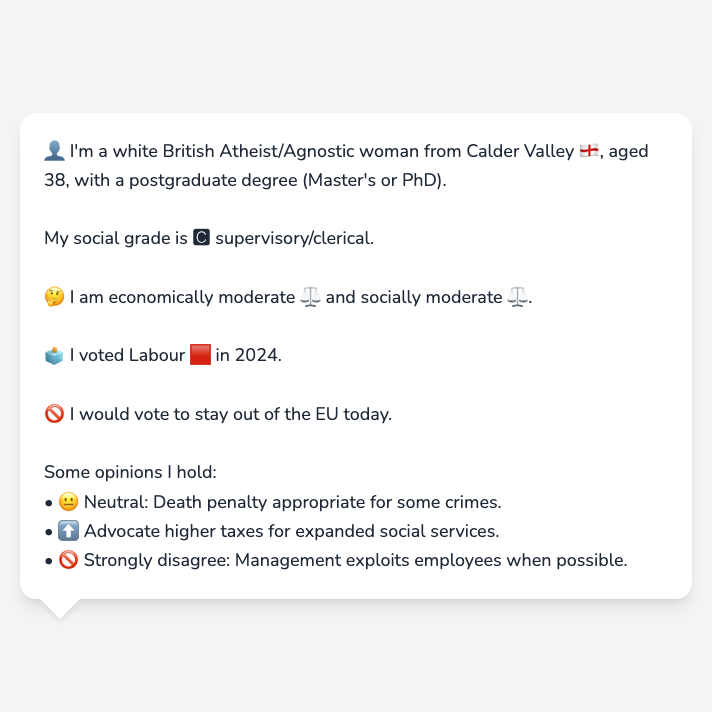 👤 I'm a white British Atheist/Agnostic woman from Calder Valley 🏴󠁧󠁢󠁥󠁮󠁧󠁿, aged
38, with a postgraduate degree (Master's or PhD).
My social grade is 🅲 supervisory/clerical.
🤔 I am economically moderate ⚖️ and socially moderate ⚖️.
🗳️ I voted Labour 🟥 in 2024.
🚫 I would vote to stay out of the EU today.
Some opinions I hold:
• 😐 Neutral: Death penalty appropriate for some crimes.
• ⬆️ Advocate higher taxes for expanded social services.
• 🚫 Strongly disagree: Management exploits employees when possible.